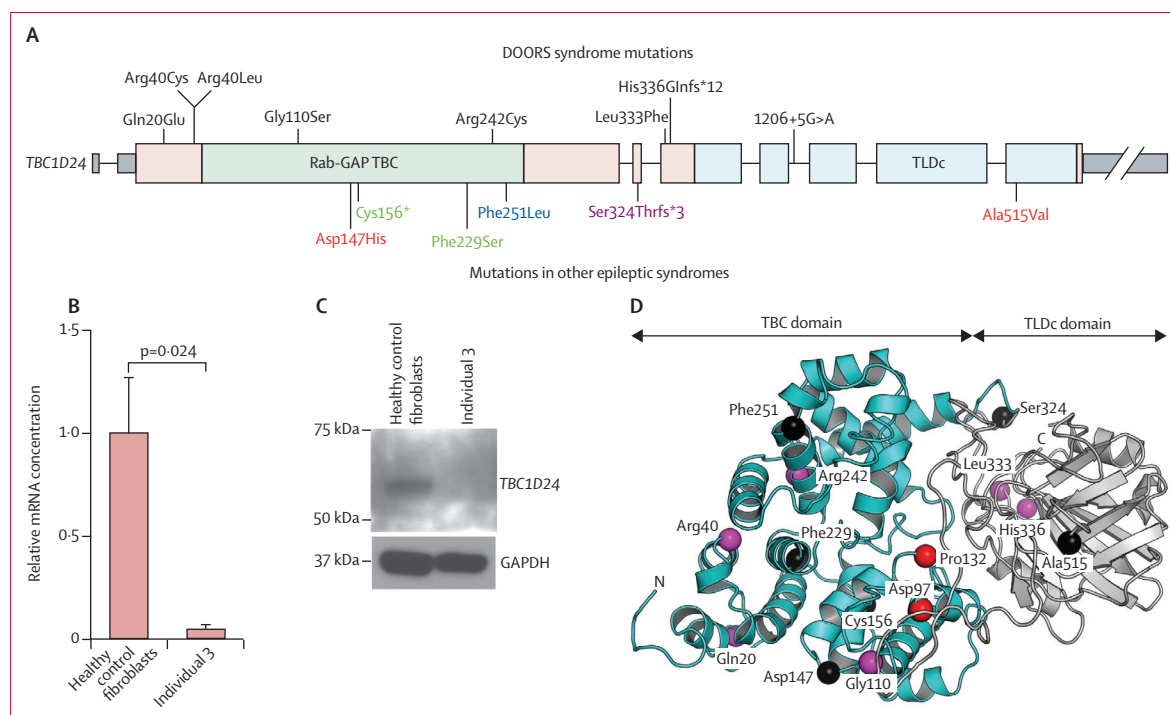 A
DOORS syndrome mutations
Arg40Cys Arg40Leu
His336GInfs*12
Gln20Glu Gly110Ser Arg242Cys Leu333Phe 1206+5G>A
TBC1D24 Rab-GAP TBC TLDc
Cys156* Phe251Leu Ser324Thrfs*3 Ala515Val
Asp147His Phe229Ser
Mutations in other epileptic syndromes
B
1·5
p=0·024
1·0
0·5
0
Relative mRNA concentration
Healthy
control
fibroblasts
Individual 3
C
Healthy control
fibroblasts
Individual 3
75 kDa
TBC1D24
50 kDa
37 kDa
GAPDH
D
TBC domain TLDc domain
Phe251
Ser324
C
Leu333
Arg242
His336
Arg40
Phe229
Pro132
Ala515
N
Asp97
Cys156
Gln20
Asp147
Gly110